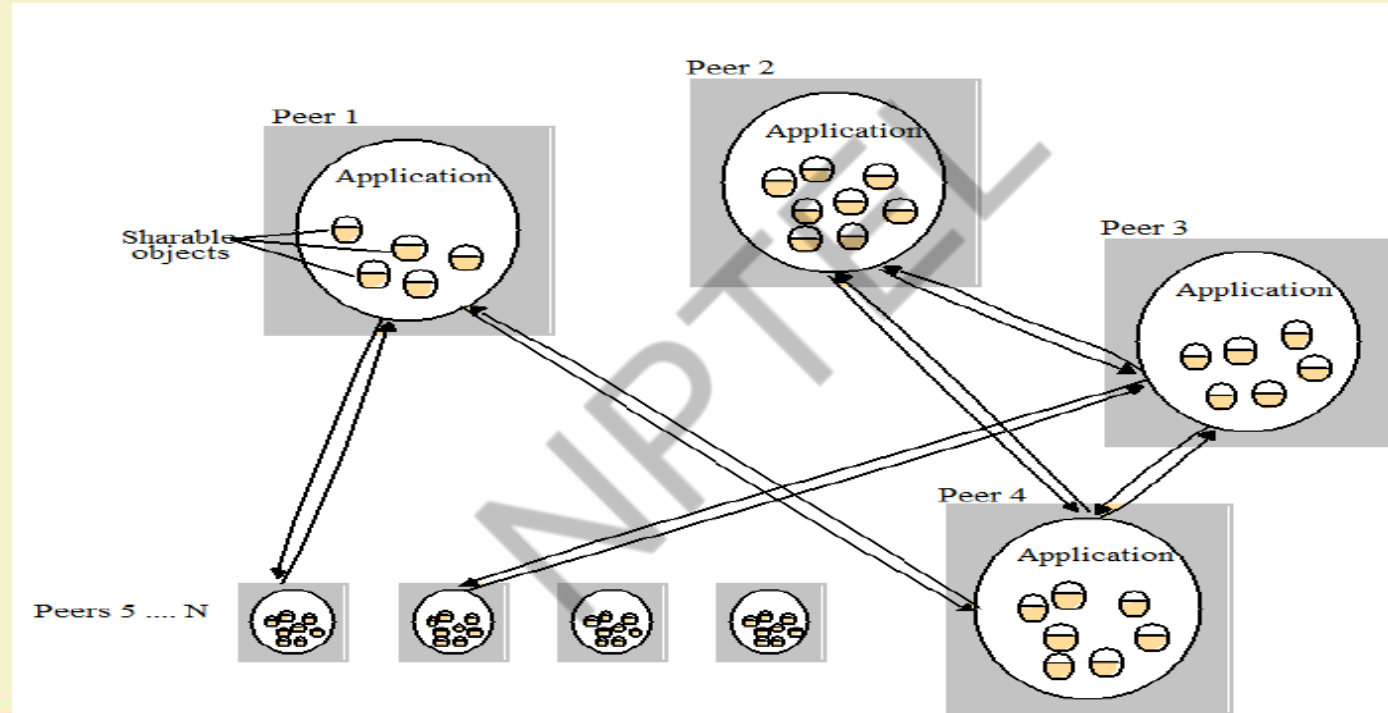 Peer 2
Peer 1
Application
Application
Peer 3
Sharable
objects
Application
Peer 4
Application
Peers 5 .... N
NPTEL